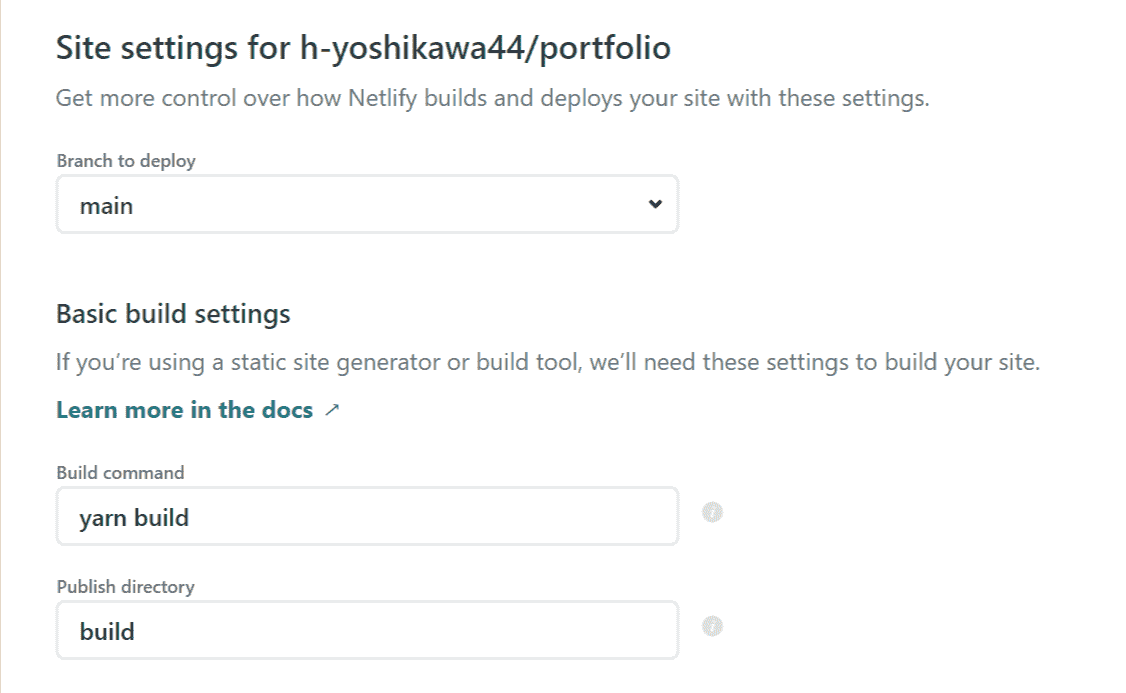 Site settings for h-yoshikawa44/portfolio
Get more control over how Netlify builds and deploys your site with these settings.
Branch to deploy
main
Basic build settings
If you’re using a static site generator or build tool, we’ll need these settings to build your site.
Learn more in the docs ↗
Build command
yarn build
Publish directory
build